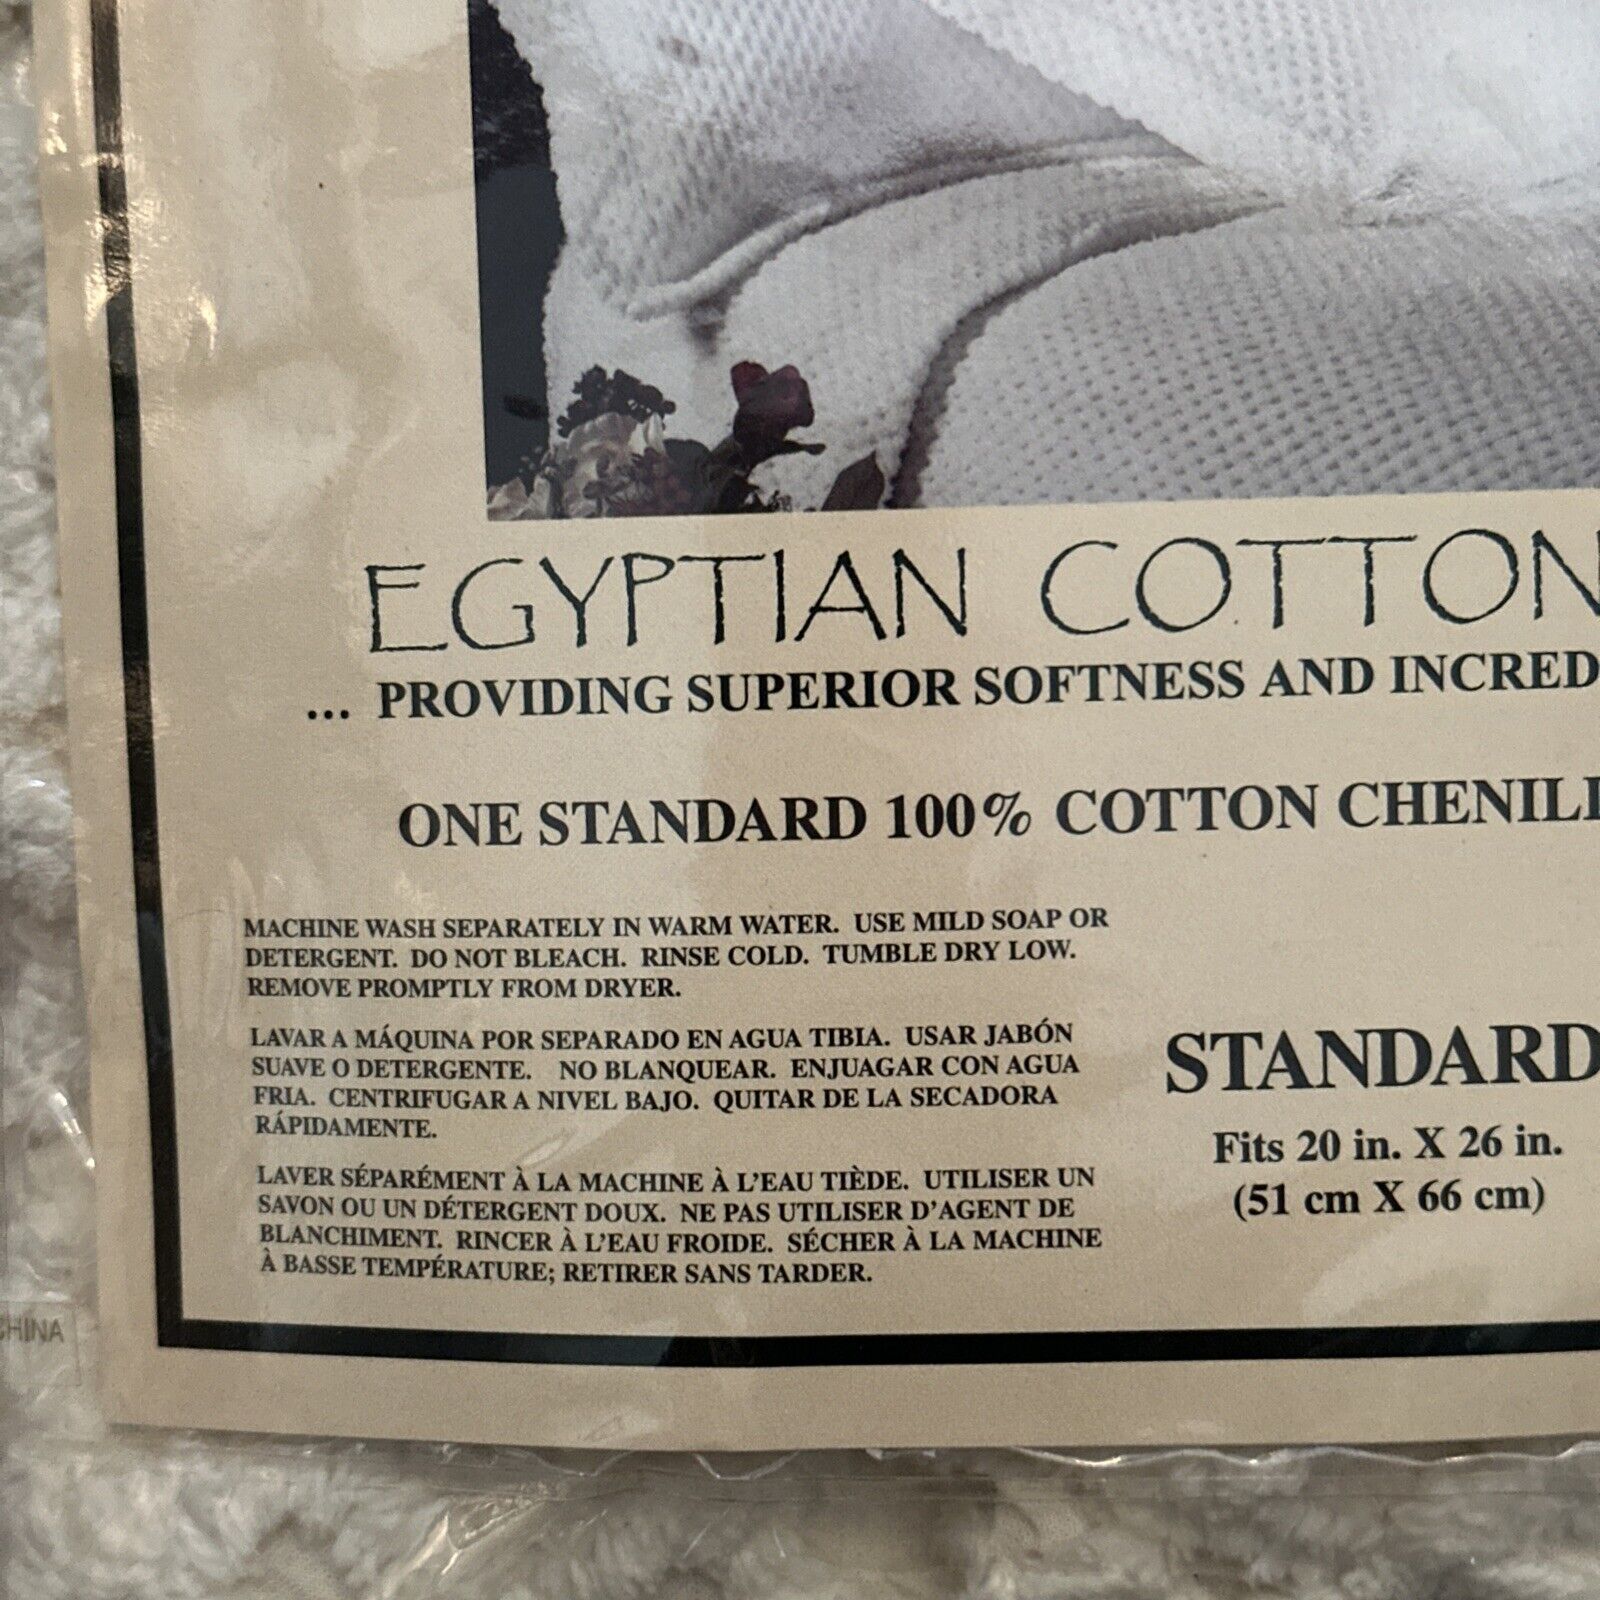 EGYPTIAN COTTON
... PROVIDING SUPERIOR SOFTNESS AND INCRED
ONE STANDARD 100% COTTON CHENILL
MACHINE WASH SEPARATELY IN WARM WATER. USE MILD SOAP OR
DETERGENT. DO NOT BLEACH. RINSE COLD. TUMBLE DRY LOW.
REMOVE PROMPTLY FROM DRYER.
LAVAR A MÁQUINA POR SEPARADO EN AGUA TIBIA. USAR JABÓN
SUAVE O DETERGENTE. NO BLANQUEAR. ENJUAGAR CON AGUA
FRIA. CENTRIFUGAR A NIVEL BAJO. QUITAR DE LA SECADORA
RÁPIDAMENTE.
LAVER SÉPARÉMENT À LA MACHINE À L'EAU TIÈDE. UTILISER UN
SAVON OU UN DÉTERGENT DOUX. NE PAS UTILISER D'AGENT DE
BLANCHIMENT. RINCER À L'EAU FROIDE. SÉCHER À LA MACHINE
À BASSE TEMPÉRATURE; RETIRER SANS TARDER.
STANDARD
Fits 20 in. X 26 in.
(51 cm X 66 cm)
CHINA